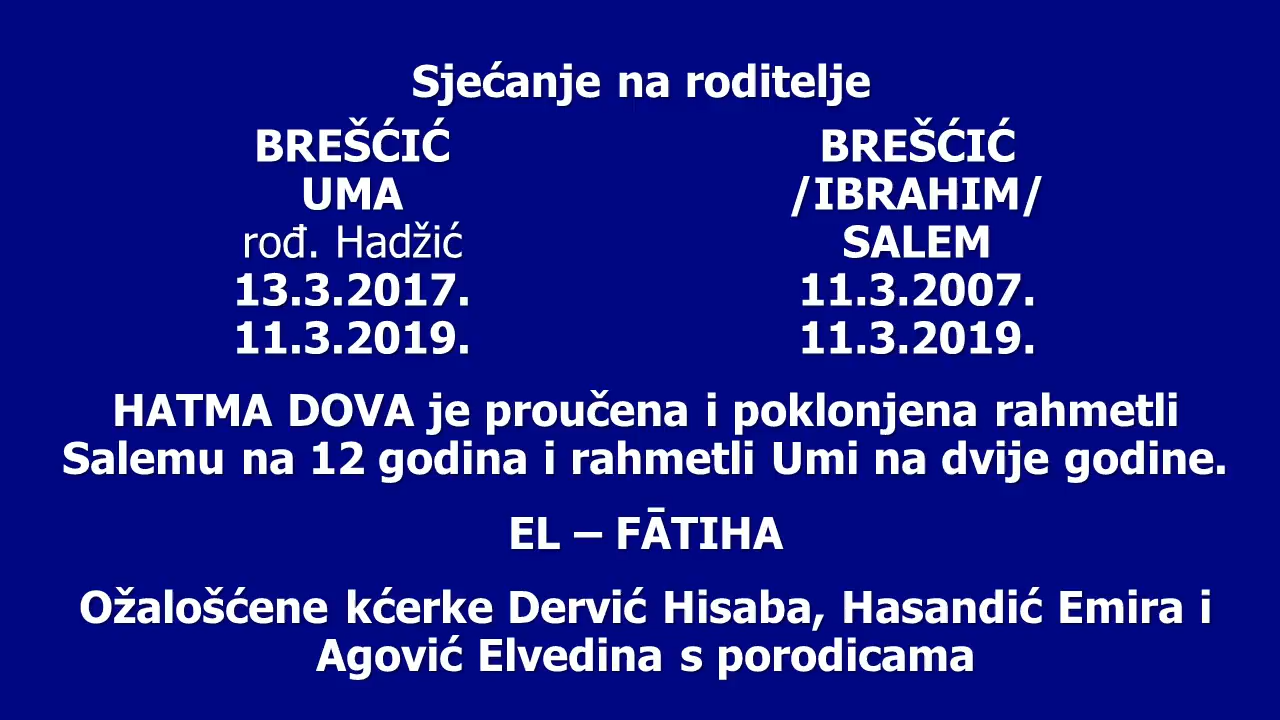 Sjećanje na roditelje
BREŠĆIĆ
UMA
rođ. Hadžić
13.3.2017.
11.3.2019.
BREŠĆIĆ
/IBRAHIM/
SALEM
11.3.2007.
11.3.2019.
HATMA DOVA je proučena i poklonjena rahmetli
Salemu na 12 godina i rahmetli Umi na dvije godine.
EL – FĀTIHA
Ožalošćene kćerke Dervić Hisaba, Hasandić Emira i
Agović Elvedina s porodicama